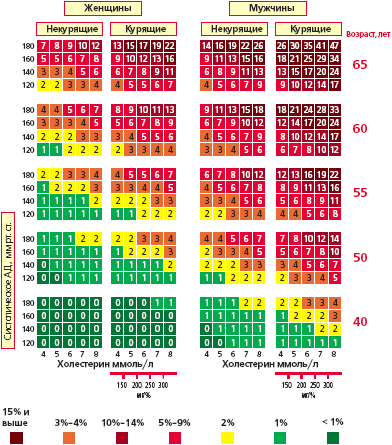 Женщины Мужчины
Некурящие Курящие Некурящие Курящие Возраст, лет
180 7 8 9 10 12 13 15 17 19 22 14 16 19 22 26 26 30 35 41 47
160 5 5 6 7 8 9 10 12 13 16 9 11 13 15 16 18 21 25 29 34
140 3 3 4 5 6 6 7 8 9 11 6 8 9 11 13 13 15 17 20 24
120 2 2 3 3 4 4 5 5 6 7 4 5 6 7 9 9 10 12 14 17
65
180 4 4 5 6 7 8 9 10 11 13 9 11 13 15 18 18 21 24 28 33
160 3 3 3 4 5 5 6 7 8 9 6 7 9 10 12 12 14 17 20 24
140 2 2 2 3 3 3 4 5 5 6 4 5 6 7 9 8 10 12 14 17
120 1 1 2 2 2 2 3 3 4 4 3 3 4 5 6 6 7 8 10 12
60
180 2 2 3 3 4 4 5 5 6 7 6 7 8 10 12 12 13 16 19 22
160 1 2 2 2 3 3 3 4 4 5 4 5 6 7 8 8 9 11 13 16
140 1 1 1 1 2 2 2 2 3 3 3 3 4 5 6 5 6 8 9 11
120 1 1 1 1 1 1 1 2 2 2 2 2 3 3 4 4 4 5 6 8
55
180 1 1 1 2 2 2 2 3 3 4 4 4 5 6 7 7 8 10 12 14
160 1 1 1 1 1 1 2 2 2 3 2 3 3 4 5 5 6 7 8 10
140 0 1 1 1 1 1 1 1 1 2 2 2 2 3 3 3 4 5 6 7
120 0 0 1 1 1 1 1 1 1 1 1 1 2 2 2 2 3 3 4 5
50
180 0 0 0 0 0 0 0 0 1 1 1 1 1 2 2 2 2 3 3 4
160 0 0 0 0 0 0 0 0 0 0 1 1 1 1 1 1 2 2 2 3
140 0 0 0 0 0 0 0 0 0 0 0 1 1 1 1 1 1 1 2 2
120 0 0 0 0 0 0 0 0 0 0 0 0 1 1 1 1 1 1 1 1
40
4 5 6 7 8 4 5 6 7 8 4 5 6 7 8 4 5 6 7 8
Систатическое АД, мм рт. ст.
Холестерин ммоль/л Холестерин ммоль/л
150 200 250 300 150 200 250 300
мг% мг%
15% и выше 3%–4% 10%–14% 5%–9% 2% 1% < 1%